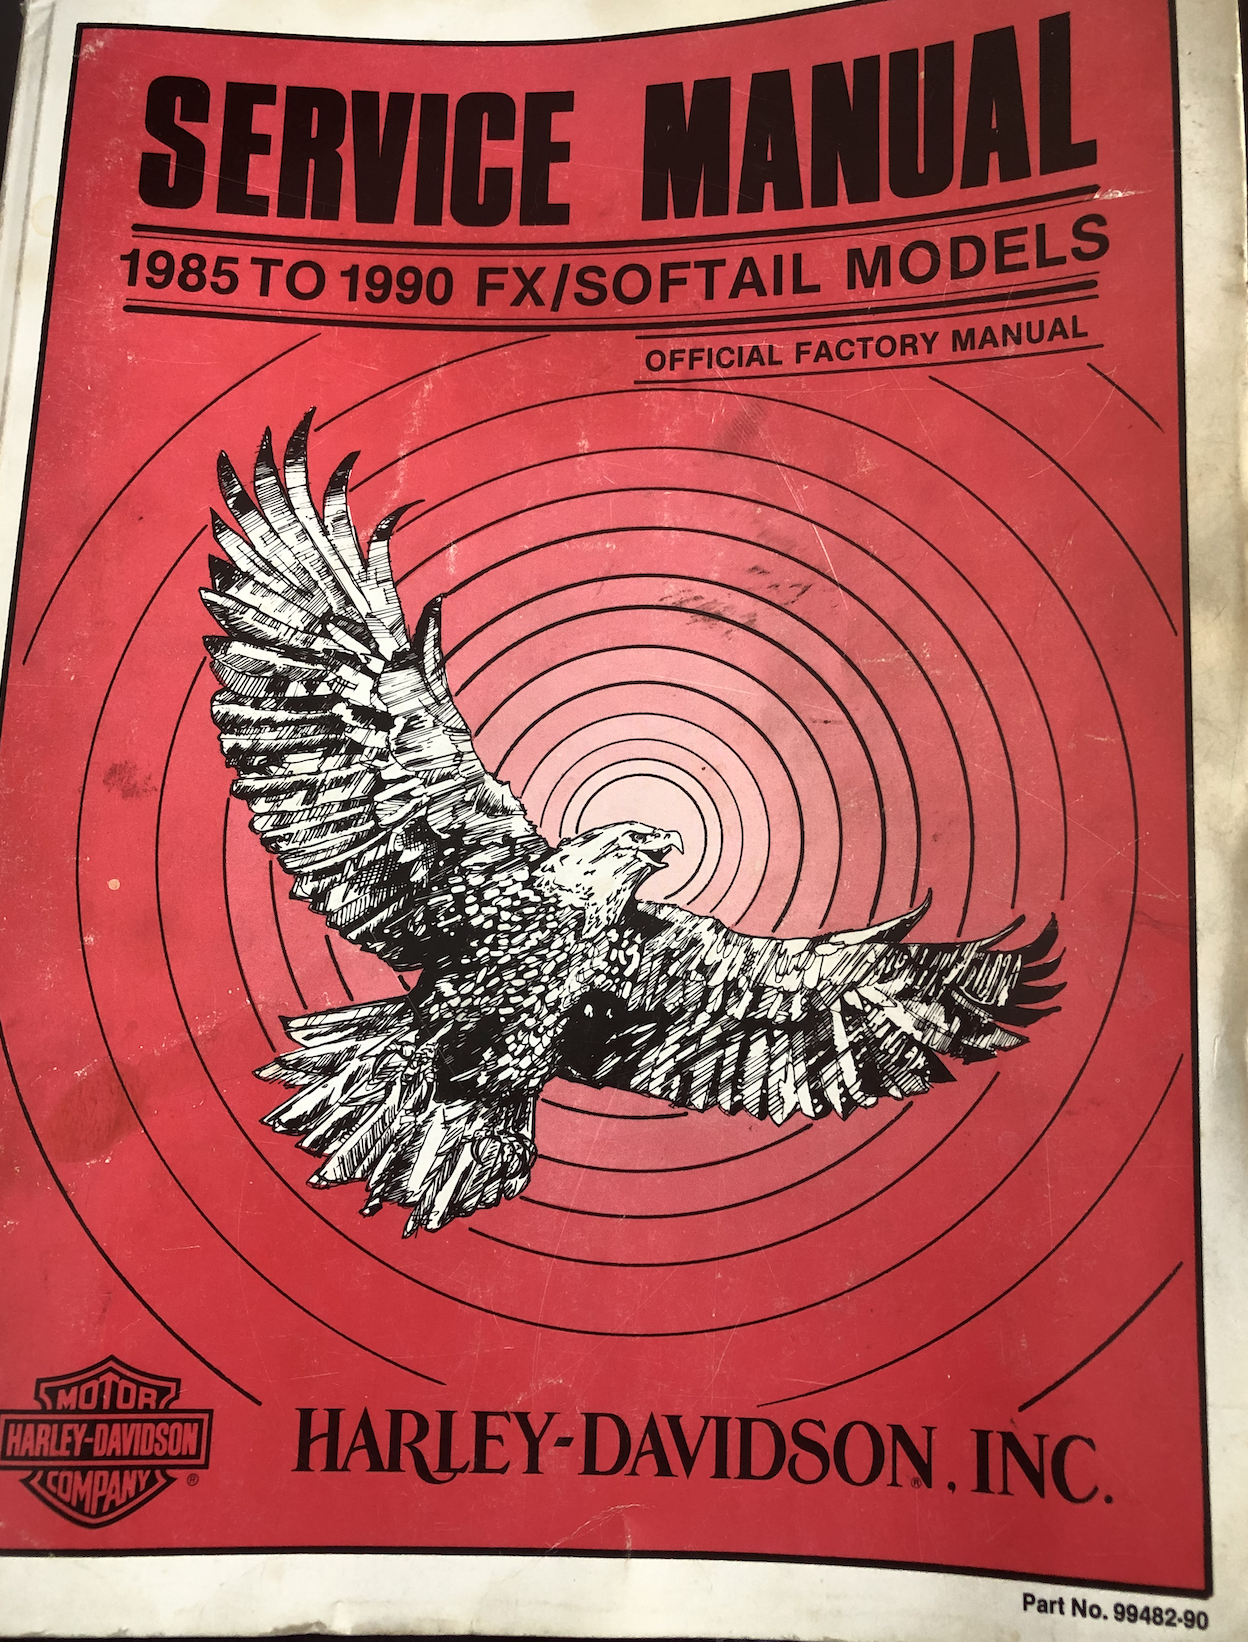 SERVICE MANUAL
1985 TO 1990 FX/SOFTAIL MODELS
OFFICIAL FACTORY MANUAL
MOTOR
HARLEY-DAVIDSON
COMPANY ®
HARLEY-DAVIDSON®, INC.
Part No. 99482-90